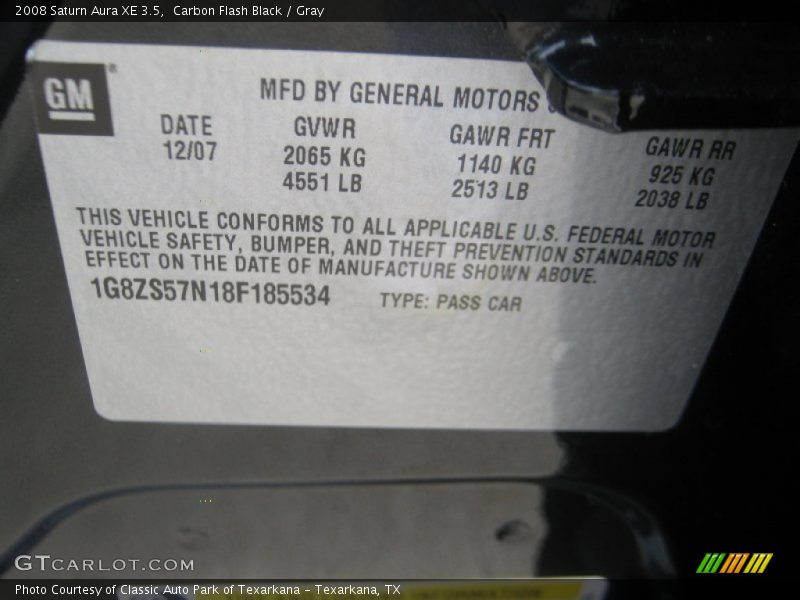 2008 Saturn Aura XE 3.5,  Carbon Flash Black / Gray
GM®
MFD BY GENERAL MOTORS
DATE
12/07
GVWR
2065 KG
4551 LB
GAWR FRT
1140 KG
2513 LB
GAWR RR
925 KG
2038 LB
THIS VEHICLE CONFORMS TO ALL APPLICABLE U.S. FEDERAL MOTOR
VEHICLE SAFETY, BUMPER, AND THEFT PREVENTION STANDARDS IN
EFFECT ON THE DATE OF MANUFACTURE SHOWN ABOVE.
1G8ZS57N18F185534 TYPE: PASS CAR
GTCARLOT.COM
Photo Courtesy of Classic Auto Park of Texarkana - Texarkana, TX